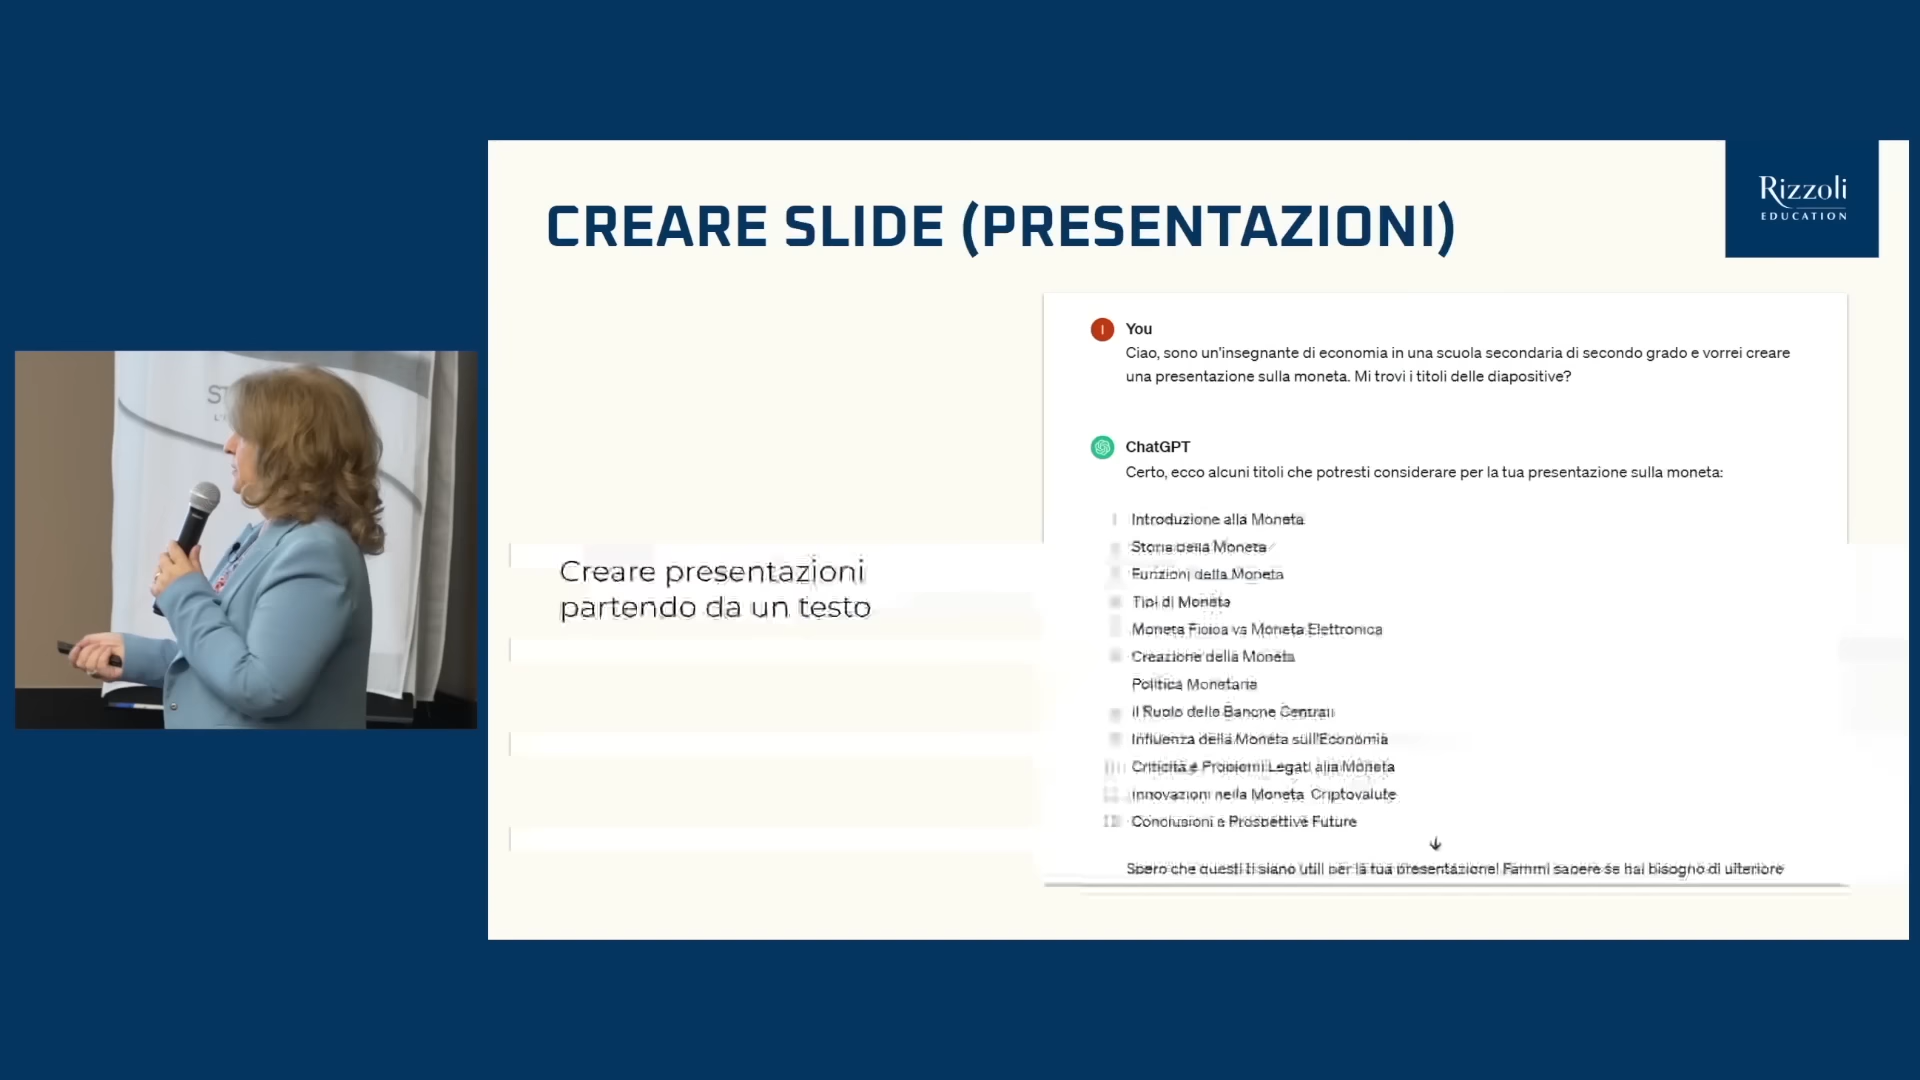 CREARE SLIDE (PRESENTAZIONI)
Rizzoli
EDUCATION
You
Ciao, sono un'insegnante di economia in una scuola secondaria di secondo grado e vorrei creare
una presentazione sulla moneta. Mi trovi i titoli delle diapositive?
ChatGPT
Certo, ecco alcuni titoli che potresti considerare per la tua presentazione sulla moneta:
Introduzione alla Moneta
Storia della Moneta
Funzioni della Moneta
Tipi di Moneta
Moneta Fisica vs Moneta Elettronica
Creazione della Moneta
Politica Monetaria
Il Ruolo delle Banche Centrali
Influenza della Moneta sull'Economia
Criticità e Problemi Legati alla Moneta
Innovazioni nella Moneta Criptovalute
Conclusioni e Prospettive Future
Spero che questi ti siano utili per la tua presentazione! Fammi sapere se hai bisogno di ulteriore
Creare presentazioni
partendo da un testo